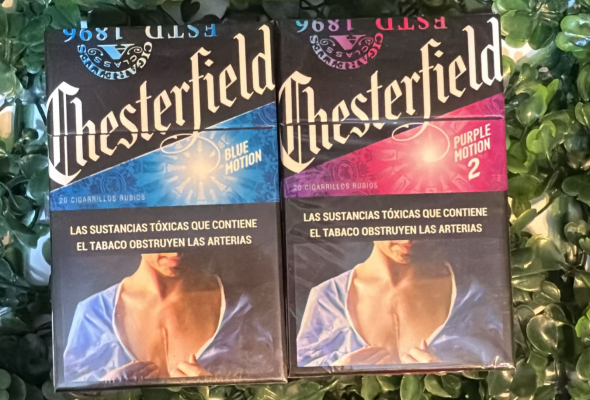 ESTD 1896
CIGARETTES
CLASS A
Chesterfield
BLUE
MOTION
20 CIGARRILLOS RUBIOS
LAS SUSTANCIAS TÓXICAS QUE CONTIENE
EL TABACO OBSTRUYEN LAS ARTERIAS
ESTD 1896
CIGARETTES
CLASS A
Chesterfield
PURPLE
MOTION
2
20 CIGARRILLOS RUBIOS
LAS SUSTANCIAS TÓXICAS QUE CONTIENE
EL TABACO OBSTRUYEN LAS ARTERIAS